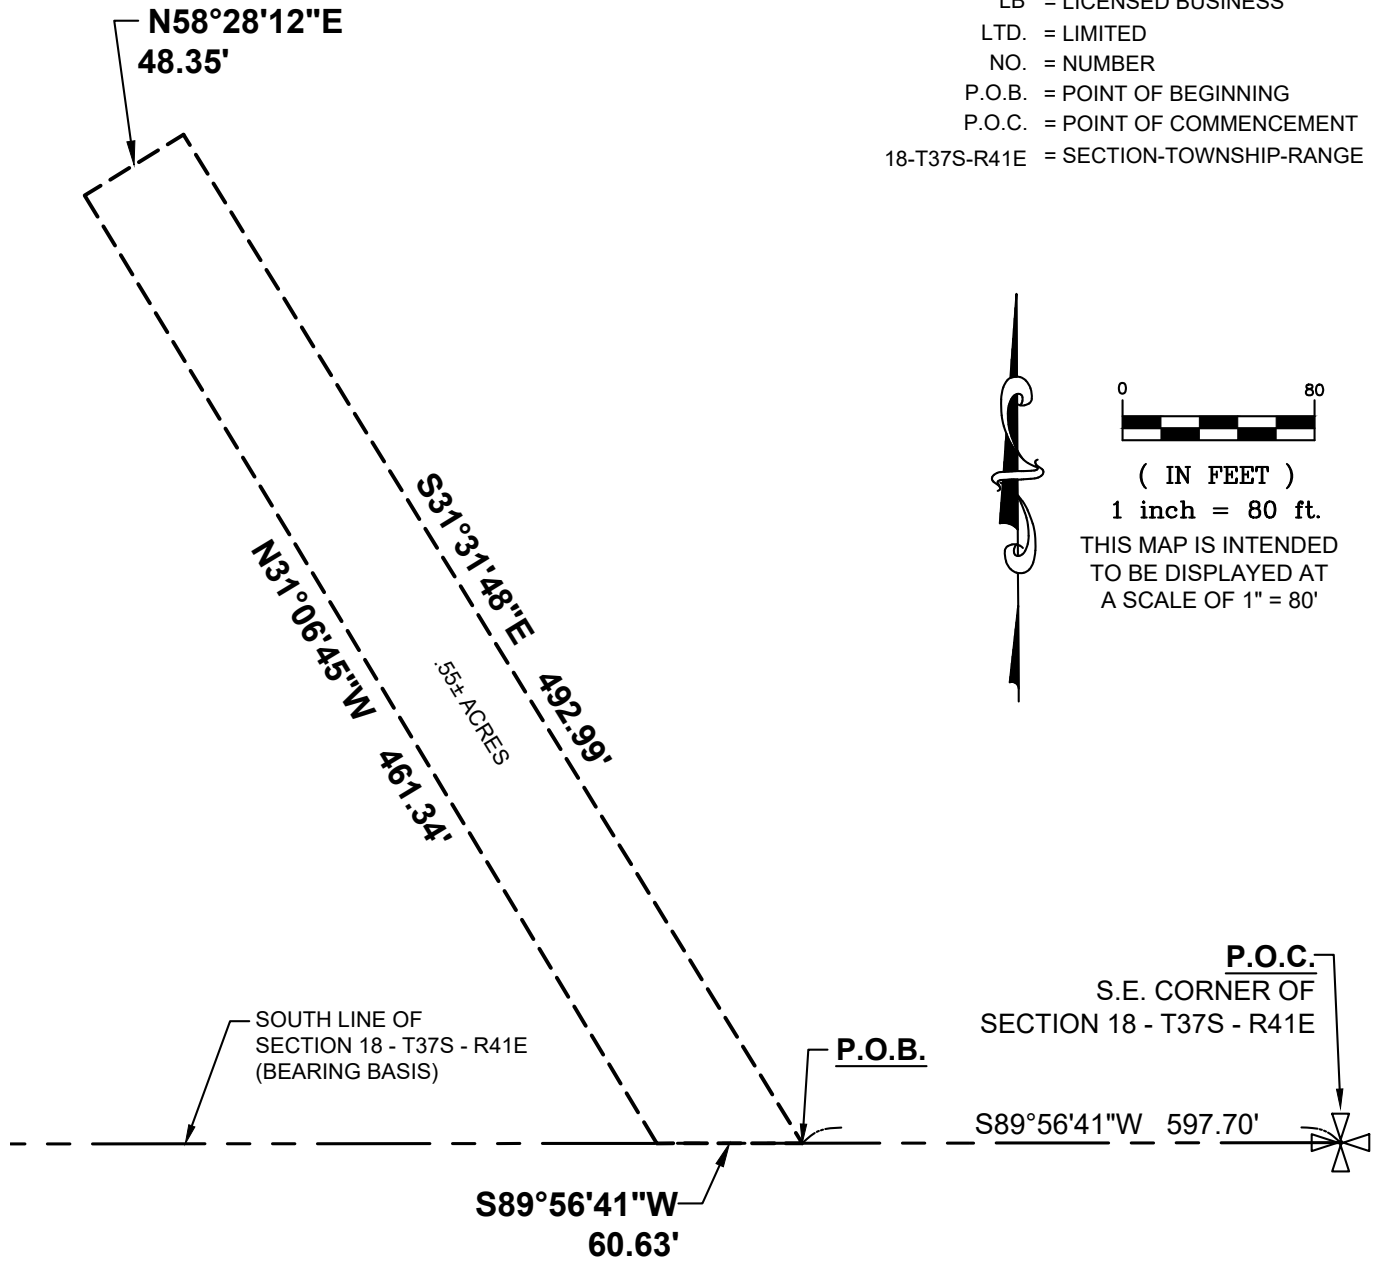 LB = LICENSED BUSINESS
LTD. = LIMITED
NO. = NUMBER
P.O.B. = POINT OF BEGINNING
P.O.C. = POINT OF COMMENCEMENT
18-T37S-R41E = SECTION-TOWNSHIP-RANGE
N58°28'12"E
48.35'
0 80
( IN FEET )
1 inch = 80 ft.
THIS MAP IS INTENDED
TO BE DISPLAYED AT
A SCALE OF 1" = 80'
S31°31'48"E 492.99'
N31°06'45"W 461.34'
.55± ACRES
P.O.C.
S.E. CORNER OF
SECTION 18 - T37S - R41E
SOUTH LINE OF
SECTION 18 - T37S - R41E
(BEARING BASIS)
P.O.B.
S89°56'41"W 597.70'
S89°56'41"W
60.63'